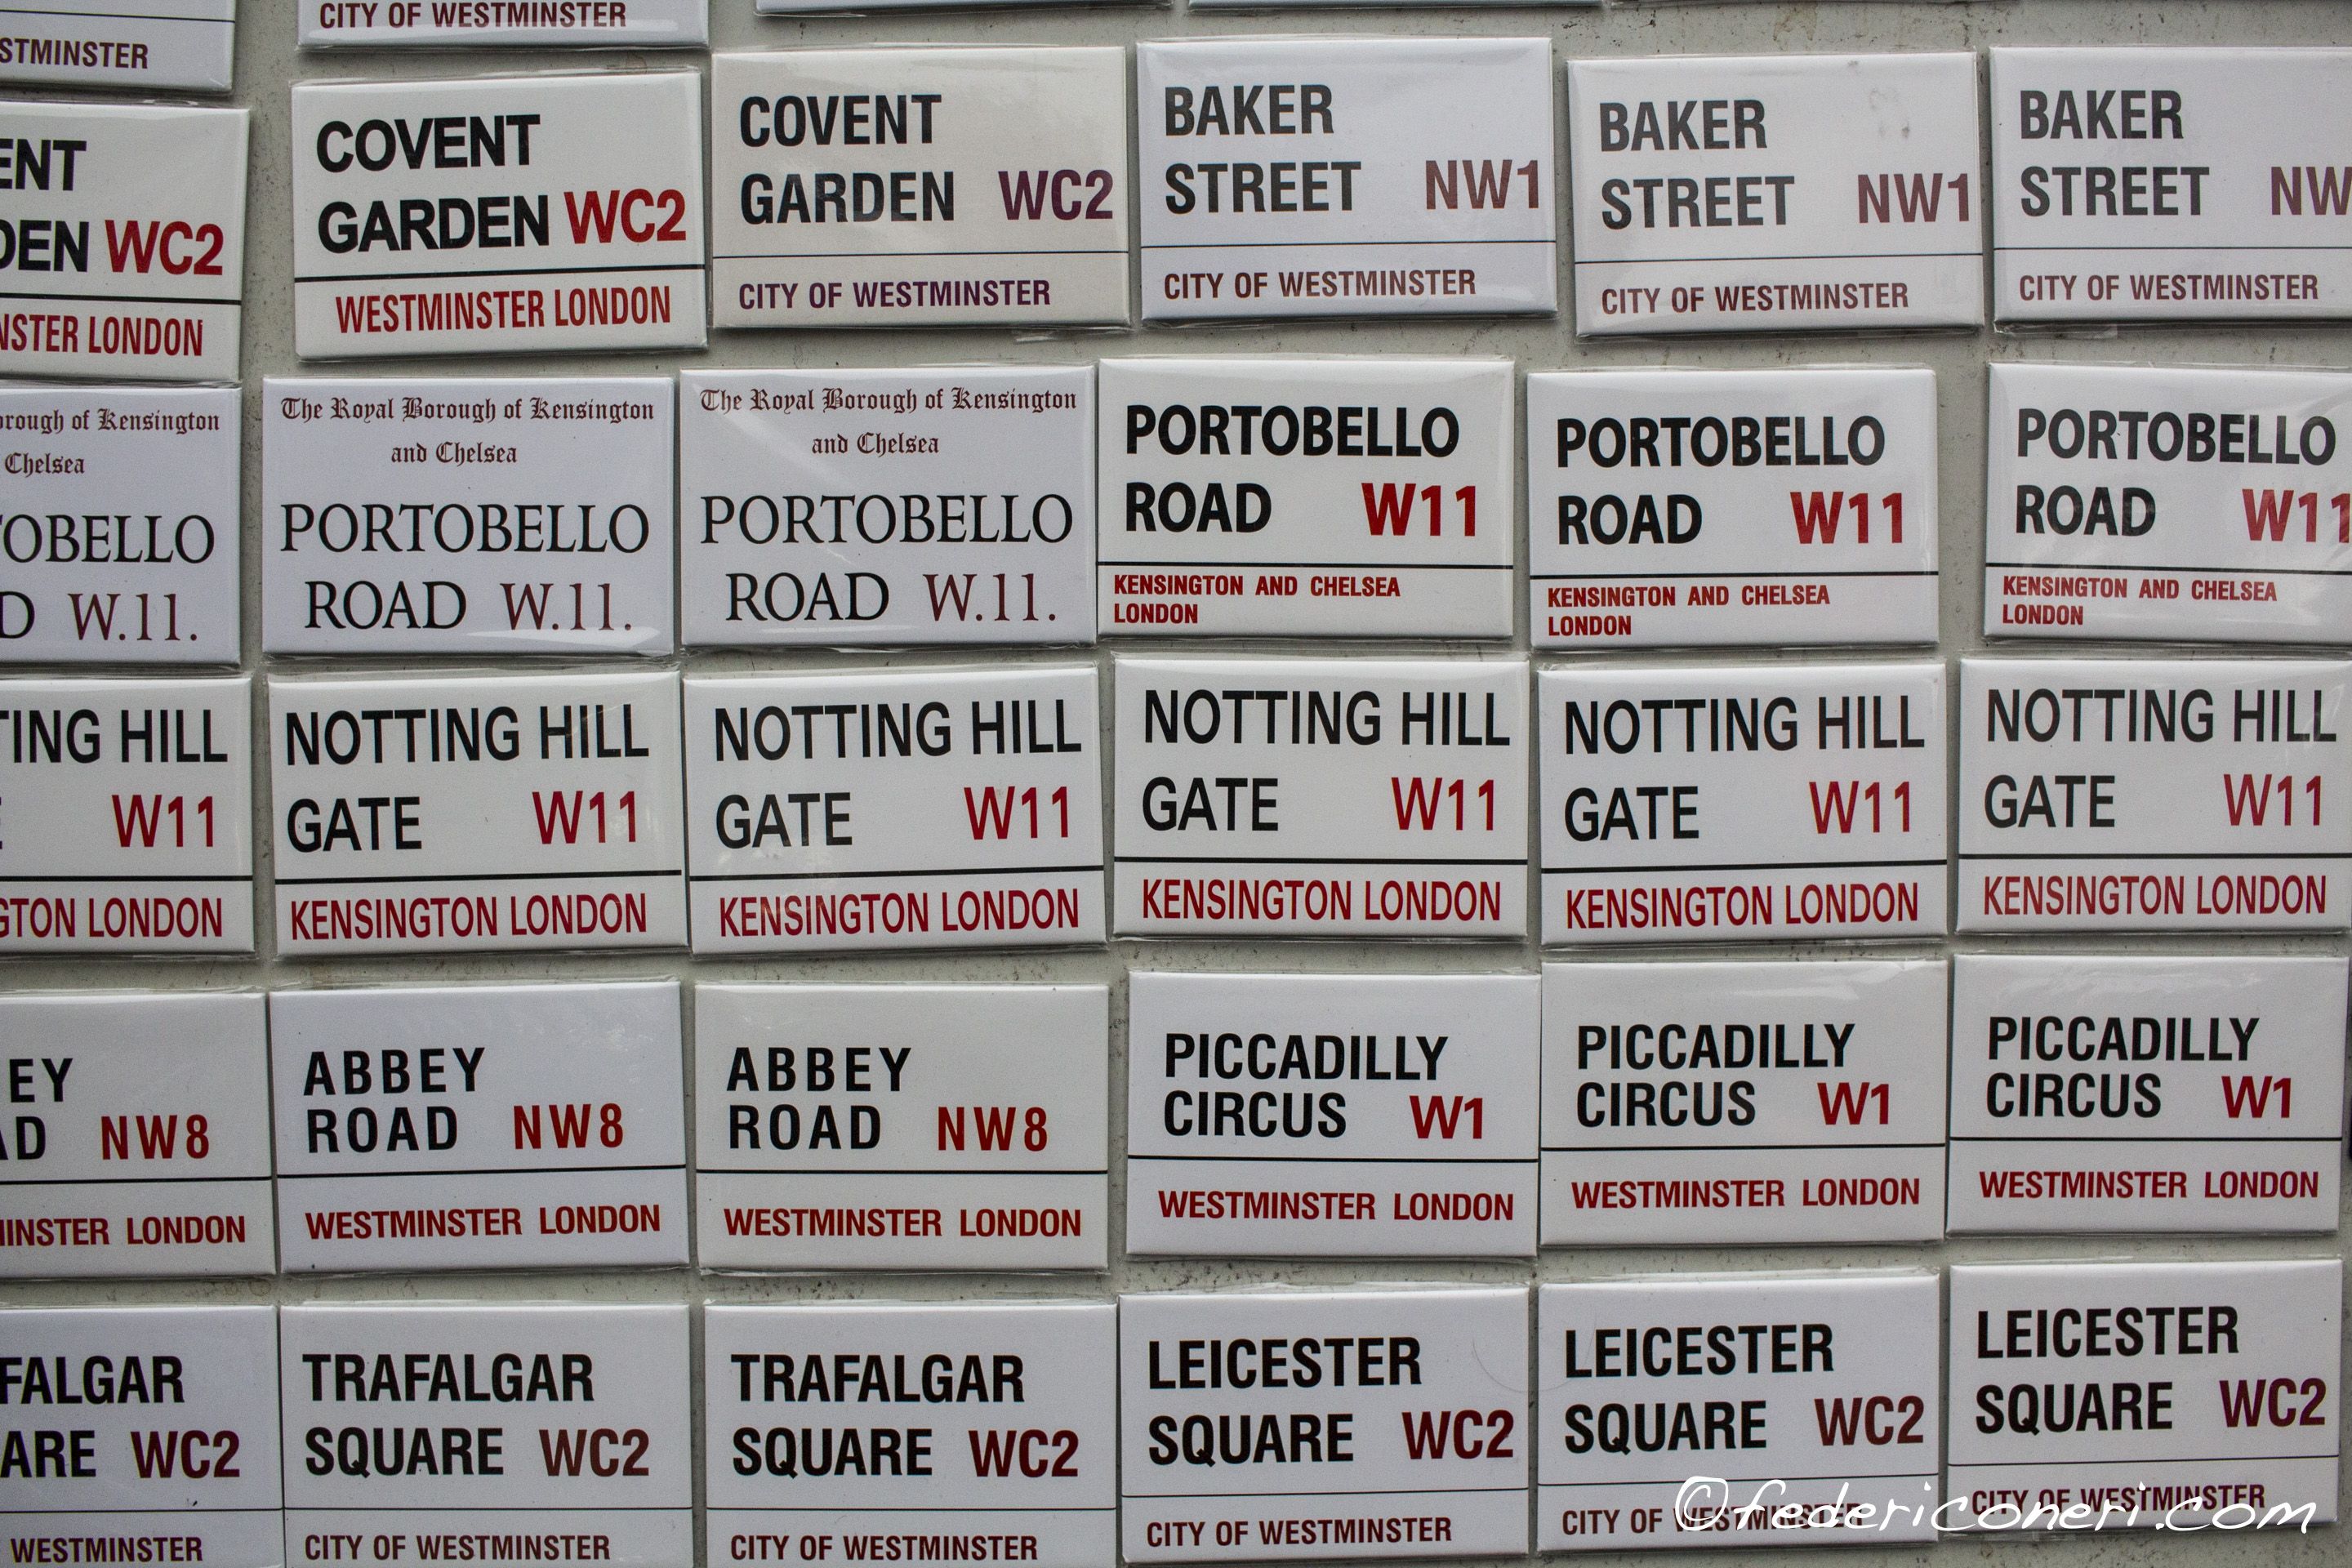 STMINSTER
CITY OF WESTMINSTER
ENT
DEN WC2
NSTER LONDON
COVENT
GARDEN WC2
WESTMINSTER LONDON
COVENT
GARDEN WC2
CITY OF WESTMINSTER
BAKER
STREET NW1
CITY OF WESTMINSTER
BAKER
STREET NW1
CITY OF WESTMINSTER
BAKER
STREET NW
CITY OF WESTMINSTER
orough of Kensington
Chelsea
TOBELLO
D W.11.
The Royal Borough of Kensington
and Chelsea
PORTOBELLO
ROAD W.11.
The Royal Borough of Kensington
and Chelsea
PORTOBELLO
ROAD W.11.
PORTOBELLO
ROAD W11
KENSINGTON AND CHELSEA
LONDON
PORTOBELLO
ROAD W11
KENSINGTON AND CHELSEA
LONDON
PORTOBELLO
ROAD W11
KENSINGTON AND CHELSEA
LONDON
TING HILL
E W11
GTON LONDON
NOTTING HILL
GATE W11
KENSINGTON LONDON
NOTTING HILL
GATE W11
KENSINGTON LONDON
NOTTING HILL
GATE W11
KENSINGTON LONDON
NOTTING HILL
GATE W11
KENSINGTON LONDON
NOTTING HILL
GATE W11
KENSINGTON LONDON
EY
AD NW8
MINSTER LONDON
ABBEY
ROAD NW8
WESTMINSTER LONDON
ABBEY
ROAD NW8
WESTMINSTER LONDON
PICCADILLY
CIRCUS W1
WESTMINSTER LONDON
PICCADILLY
CIRCUS W1
WESTMINSTER LONDON
PICCADILLY
CIRCUS W1
WESTMINSTER LONDON
FALGAR
ARE WC2
WESTMINSTER
TRAFALGAR
SQUARE WC2
CITY OF WESTMINSTER
TRAFALGAR
SQUARE WC2
CITY OF WESTMINSTER
LEICESTER
SQUARE WC2
CITY OF WESTMINSTER
LEICESTER
SQUARE WC2
CITY OF WESTMINSTER
LEICESTER
SQUARE WC2
CITY OF WESTMINSTER
©federiconeri.com